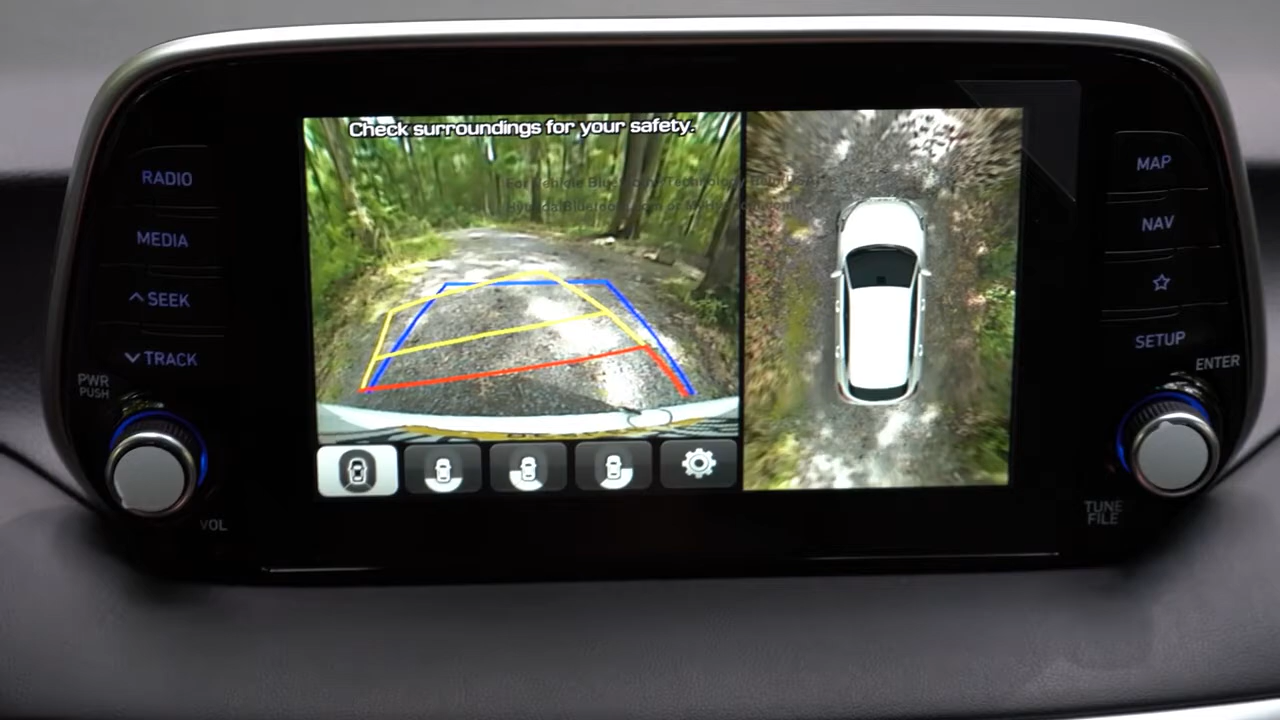 Check surroundings for your safety.
RADIO
MEDIA
SEEK
TRACK
PWR
PUSH
VOL
MAP
NAV
SETUP
ENTER
TUNE
FILE